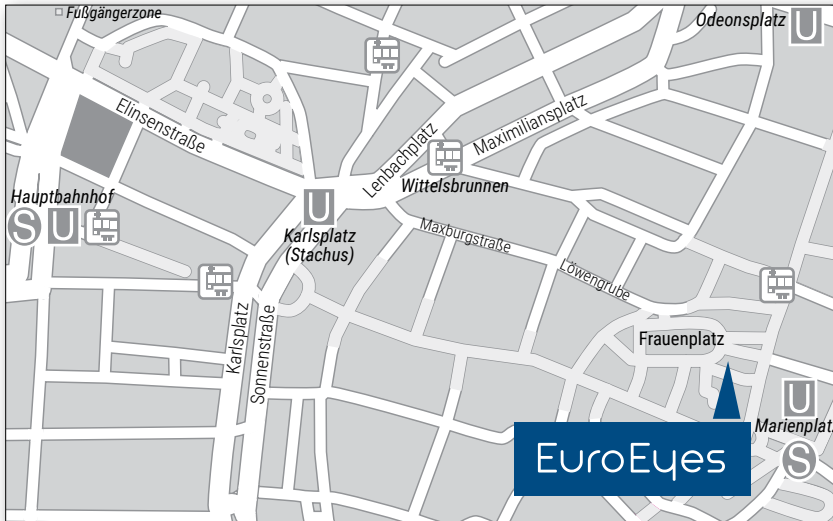 Fußgängerzone
Odeonsplatz
U
Elinsenstraße
Lenbachplatz
Maximiliansplatz
Hauptbahnhof
S U
Wittelsbrunnen
U
Karlsplatz
(Stachus)
Maxburgstraße
Löwengrube
Karlsplatz
Sonnenstraße
Frauenplatz
U
Marienplatz
S
EuroEyes